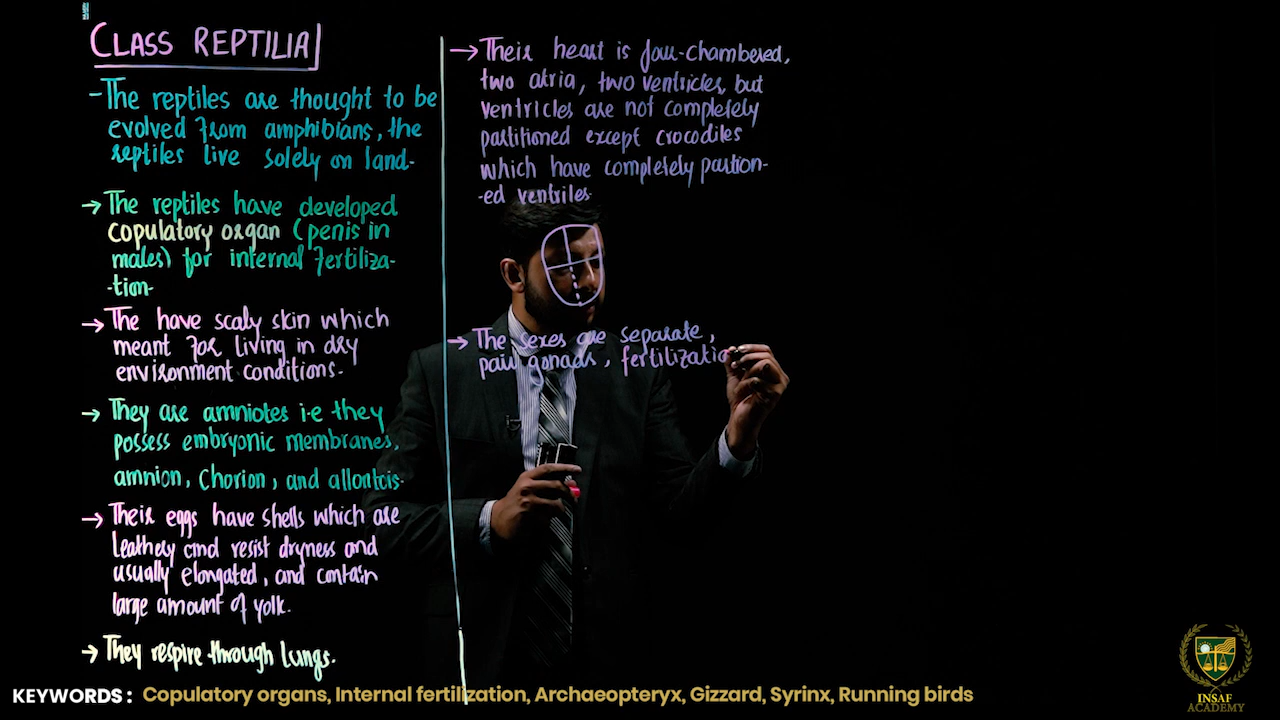 CLASS REPTILIA
- The reptiles are thought to be
evolved from amphibians, the
reptiles live solely on land-
→ The reptiles have developed
copulatory organ (penis in
males) for internal fertiliza-
-tion-
→ The have scaly skin which
meant for living in dry
environment conditions-
→ They are amniotes i.e they
possess embryonic membranes,
amnion, Chorion, and allontois.
→ Their eggs have shells which are
leathery and resist dryness and
usually elongated, and contain
large amount of yolk.
→ They respire through lungs.
→ Their heart is four-chambered,
two atria, two ventricles, but
ventricles are not completely
partitioned except crocodiles
which have completely partion-
-ed ventriles-
→ The sexes are separate,
pair gonads, fertilizatio
KEYWORDS : Copulatory organs, Internal fertilization, Archaeopteryx, Gizzard, Syrinx, Running birds
INSAF
ACADEMY